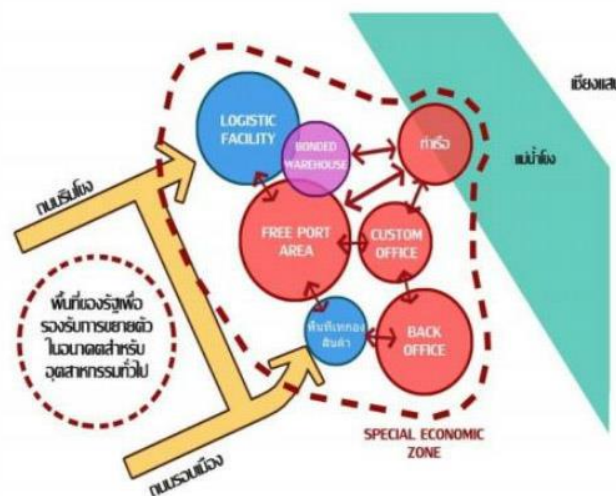 เชียงแสน
LOGISTIC
FACILITY
BONDED
WAREHOUSE
ท่าเรือ
แม่น้ำโขง
ถนนริมโขง
FREE PORT
AREA
CUSTOM
OFFICE
พื้นที่ของรัฐเพื่อ
รองรับการขยายตัว
ในอนาคตสำหรับ
อุตสาหกรรมทั่วไป
พื้นที่เทกอง
สินค้า
BACK
OFFICE
SPECIAL ECONOMIC
ZONE
ถนนรอบเมือง